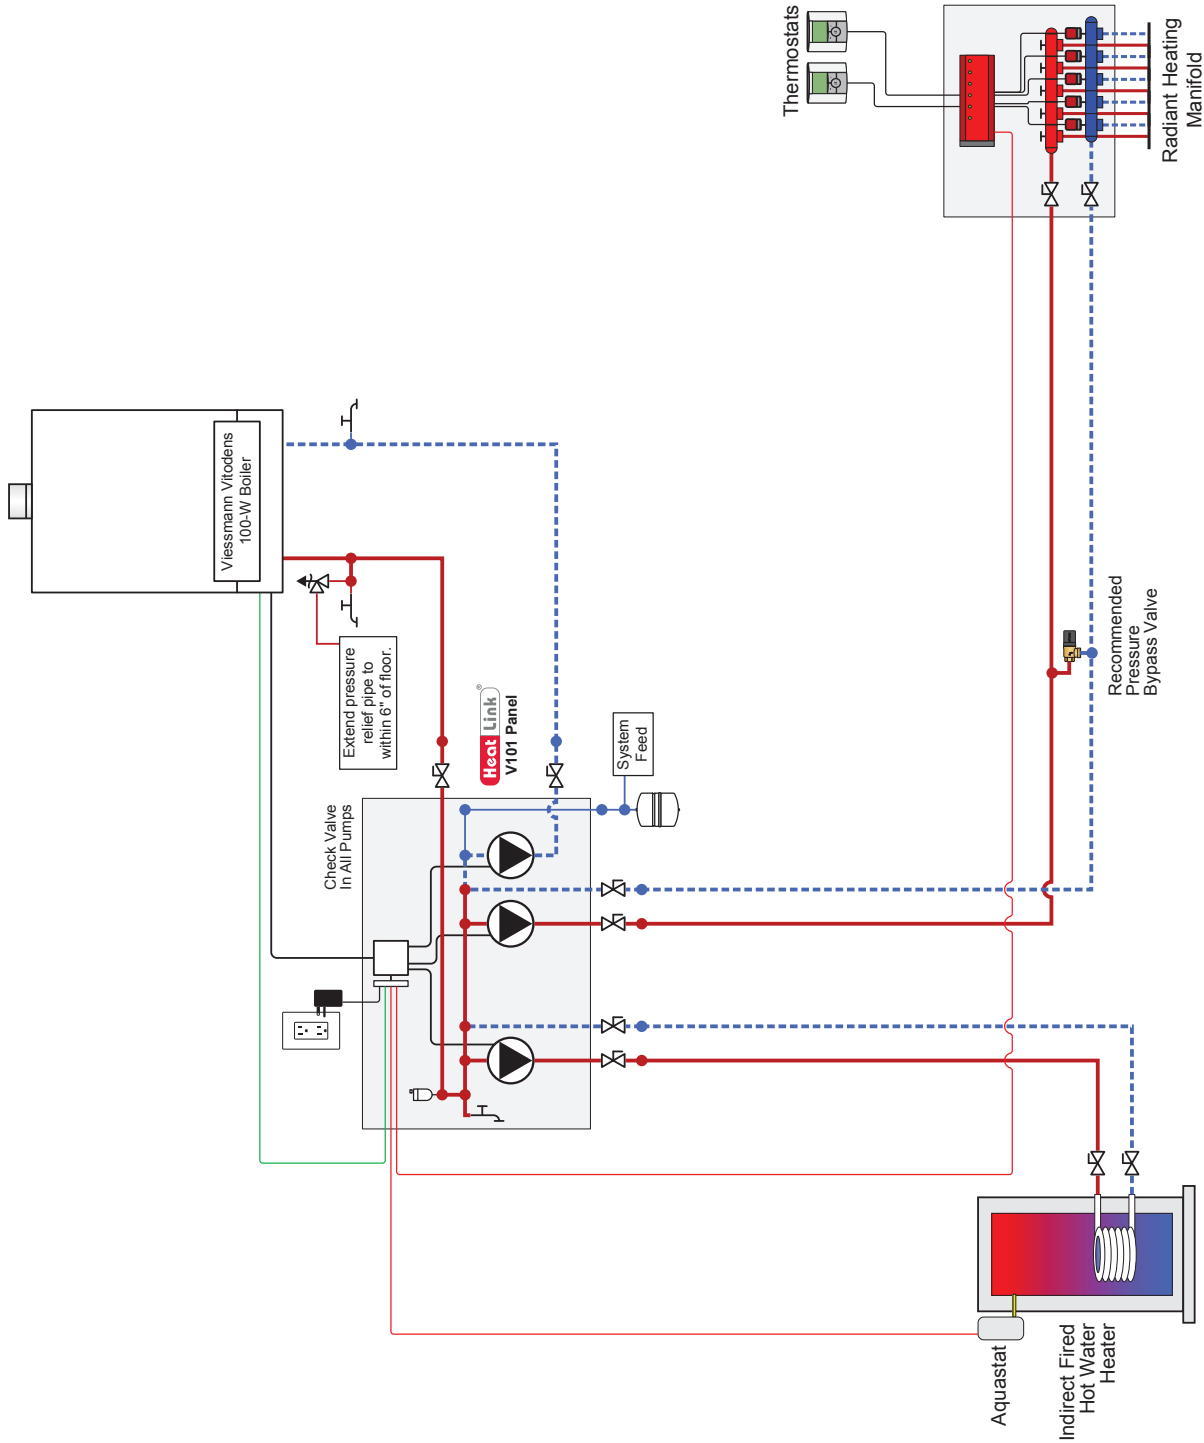 Thermostats
Radiant Heating
Manifold
Viessmann Vitodens
100-W Boiler
Extend pressure
relief pipe to
within 6" of floor.
Heat Link®
V101 Panel
System
Feed
Check Valve
In All Pumps
Recommended
Pressure
Bypass Valve
Aquastat
Indirect Fired
Hot Water
Heater